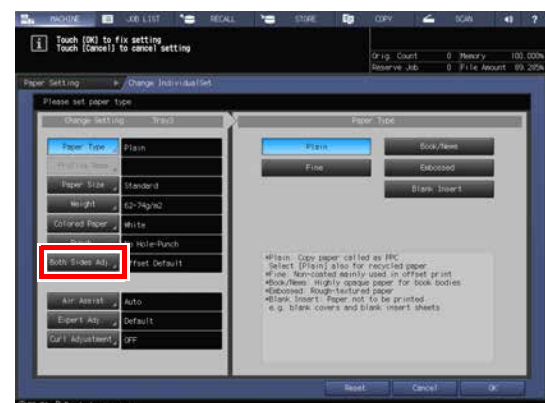 MACHINE JOB LIST RECALL STORE COPY SCAN ?
i Touch [OK] to fix setting
Touch [Cancel] to cancel setting
Orig. Count 0 Memory 100.000%
Reserve Job 0 File Amount 89.285%
Paper Setting Change IndividualSet
Please set paper type
Change Setting Tray3 Paper Type
Paper Type Plain Plain Book/News
Profile Name Fine Embossed
Paper Size Standard Blank Insert
Weight 62-74g/m2
Colored Paper White
Punch No Hole-Punch
Both Sides Adj. Offset Default
*Plain: Copy paper called as PPC
Select [Plain] also for recycled paper
*Fine: Non-coated mainly used in offset print
*Book/News: Highly opaque paper for book bodies
*Embossed: Rough-textured paper
*Blank Insert: Paper not to be printed
e.g. blank covers and blank insert sheets
Air Assist Auto
Expert Adj. Default
Curl Adjustment OFF
Reset Cancel OK